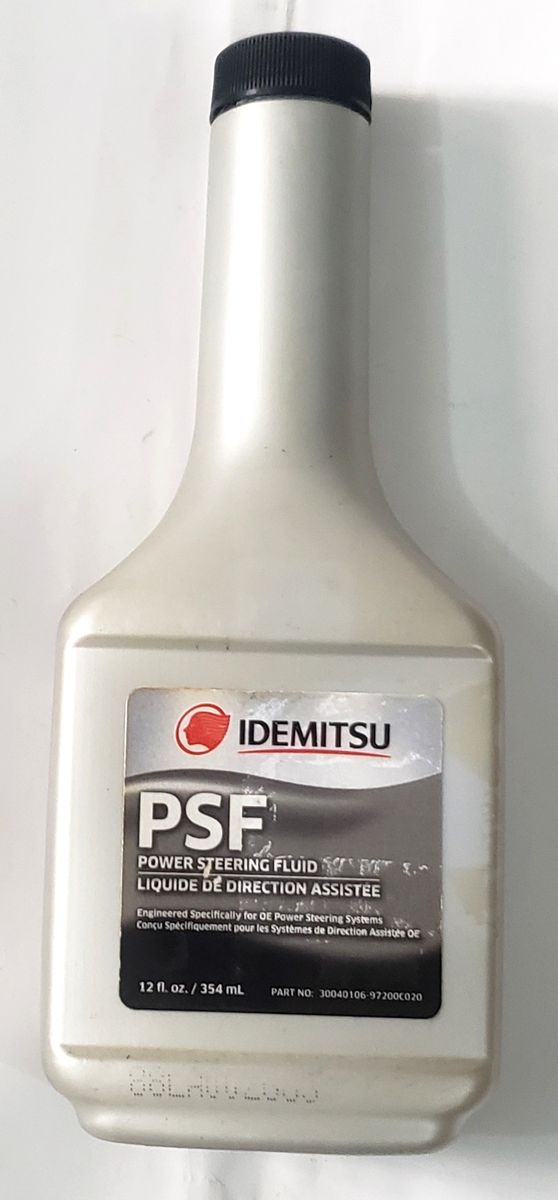 IDEMITSU
PSF
POWER STEERING FLUID
LIQUIDE DE DIRECTION ASSISTÉE
Engineered Specifically for OE Power Steering Systems
Conçu Spécifiquement pour les Systèmes de Direction Assistée OE
12 fl. oz. / 354 mL
PART NO: 30040106-97200C020